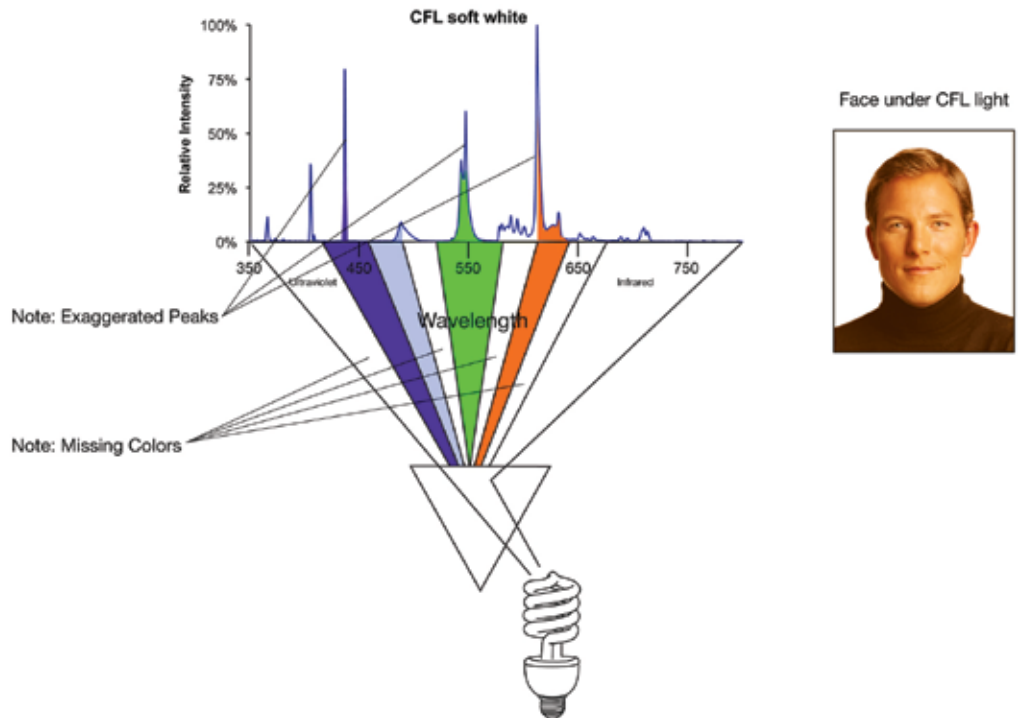 CFL soft white
100%
75%
50%
25%
0%
Relative Intensity
350
450
550
650
750
Ultraviolet
Infrared
Wavelength
Note: Exaggerated Peaks
Note: Missing Colors
Face under CFL light